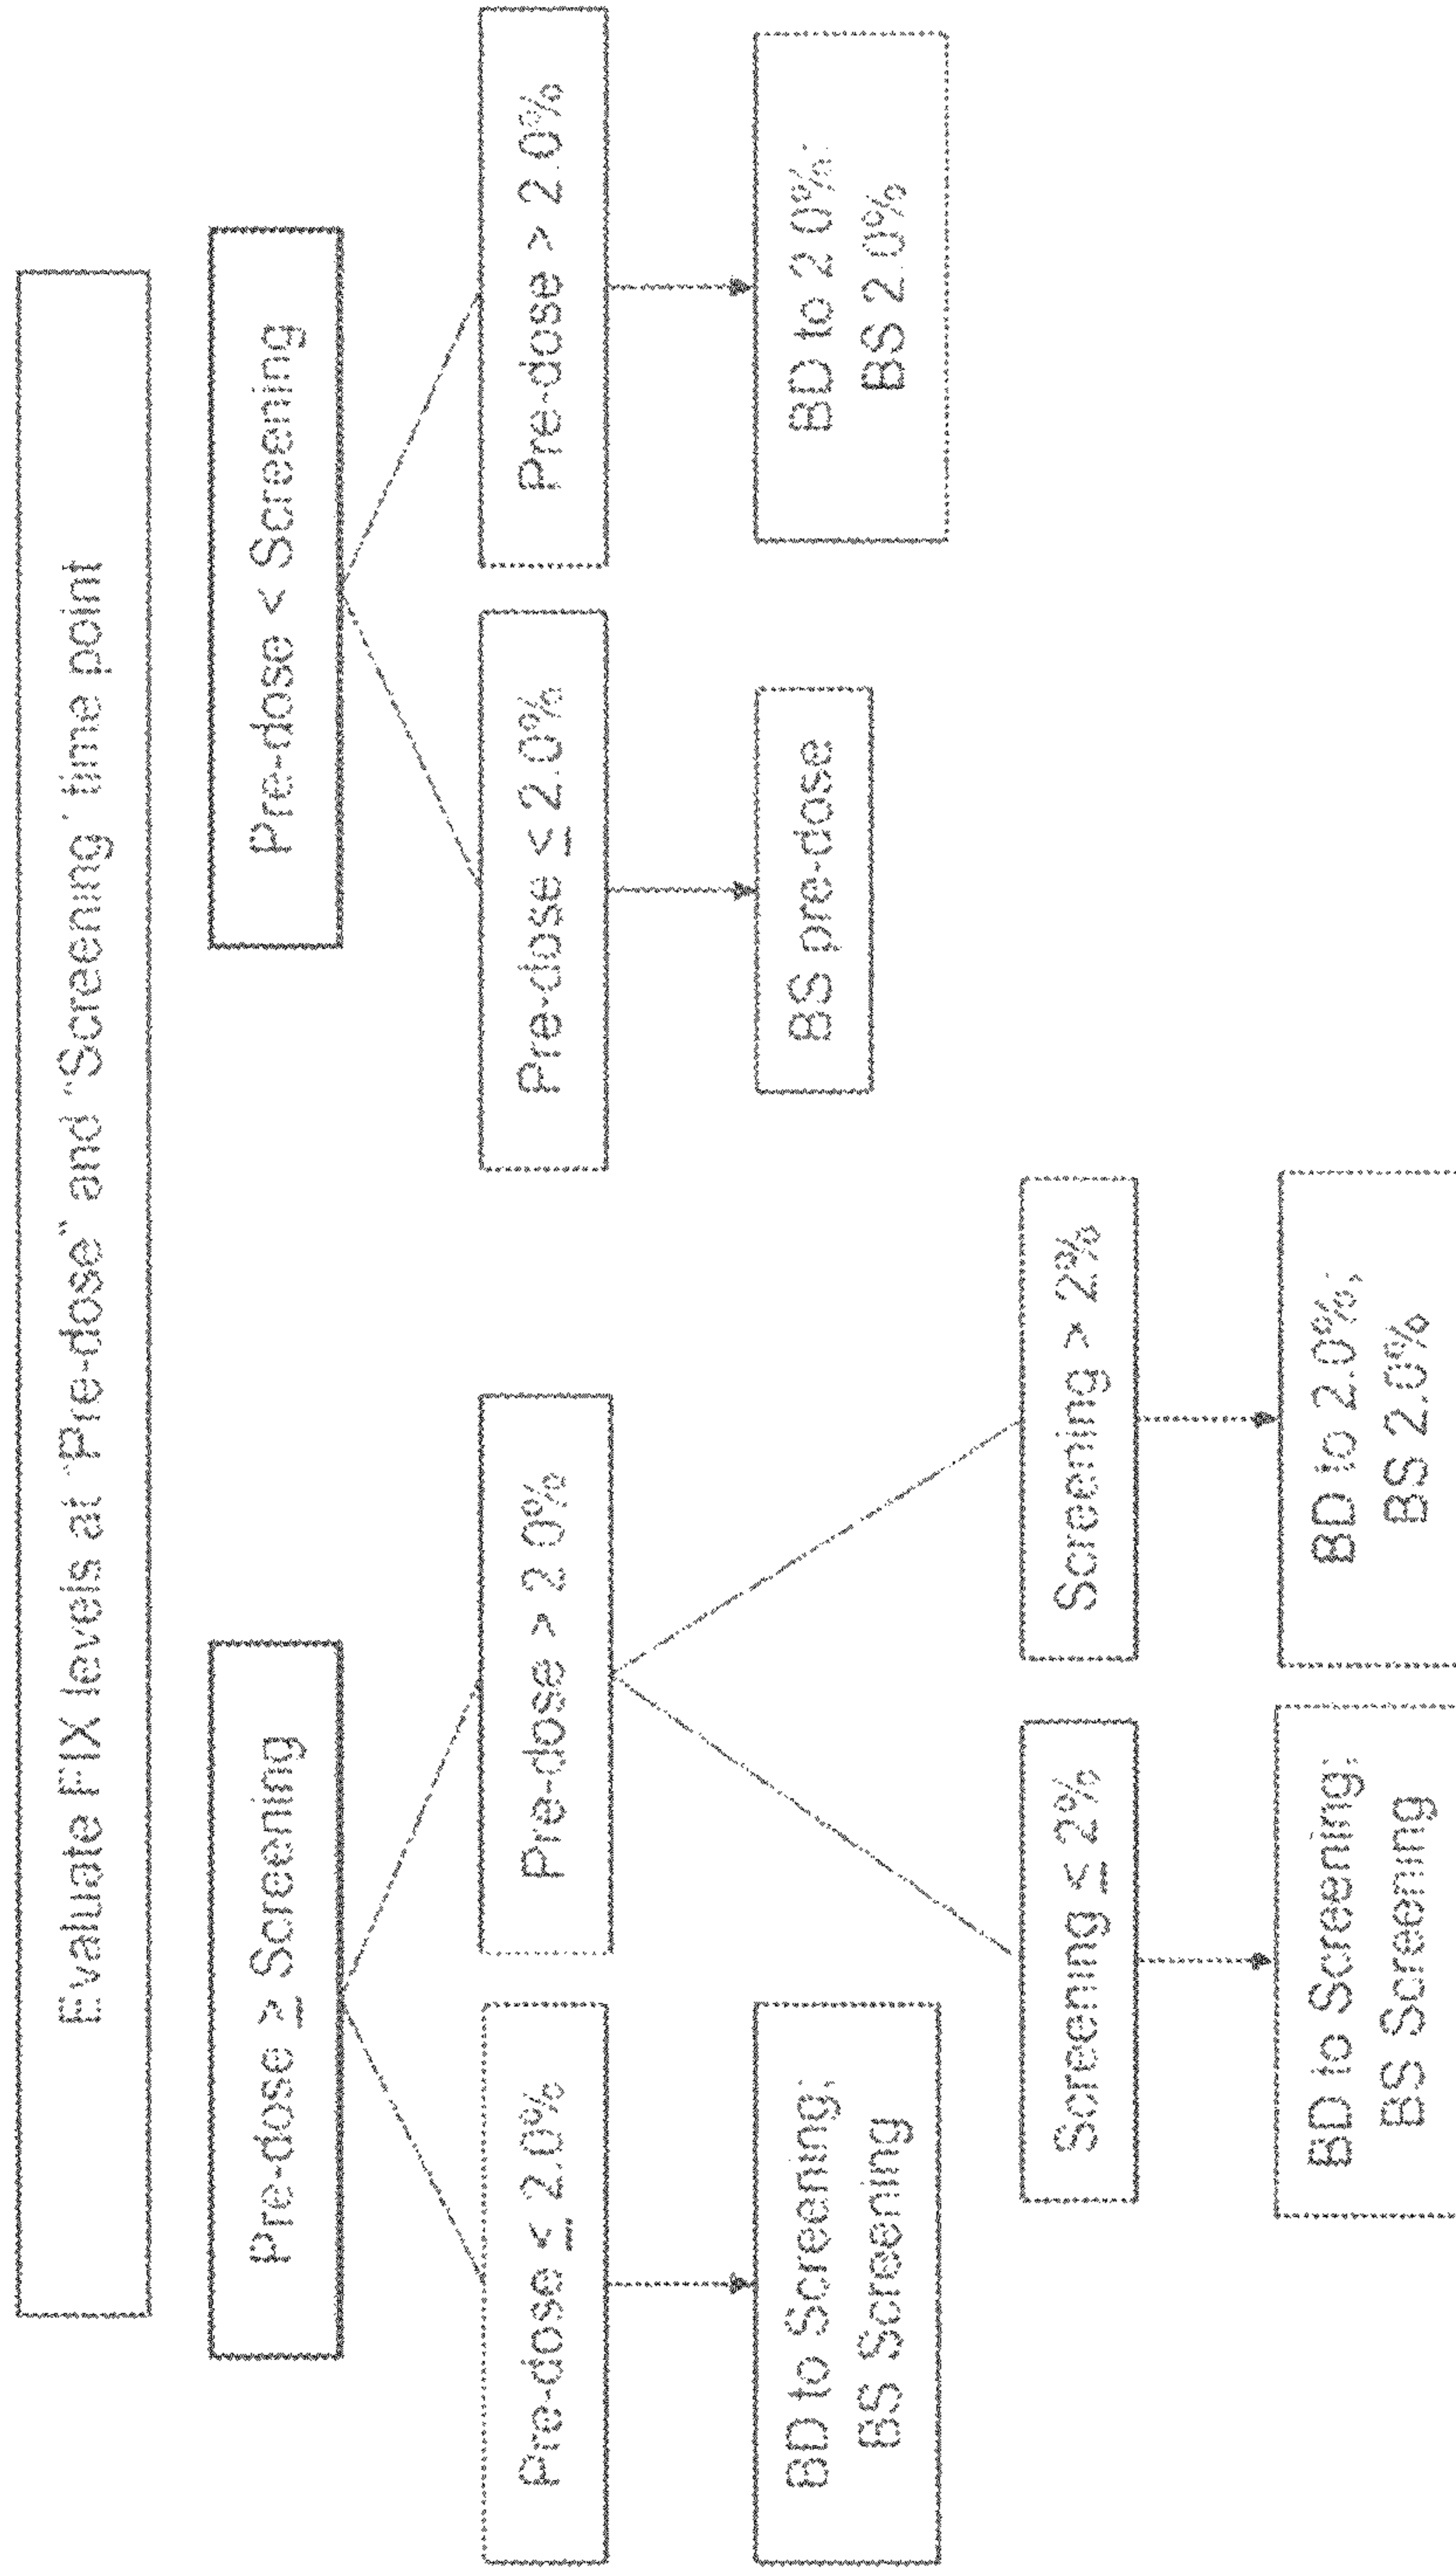 Evaluate FIX levels at "Pre-dose" and "Screening" time point
Pre-dose ≥ Screening
Pre-dose < Screening
Pre-dose ≤ 2.0%
Pre-dose > 2.0%
Pre-dose ≤ 2.0%
Pre-dose > 2.0%
BD to Screening;
BS Screening
BS pre-dose
BD to 2.0%;
BS 2.0%
Screening ≤ 2%
Screening > 2%
BD to Screening;
BS Screening
BD to 2.0%;
BS 2.0%